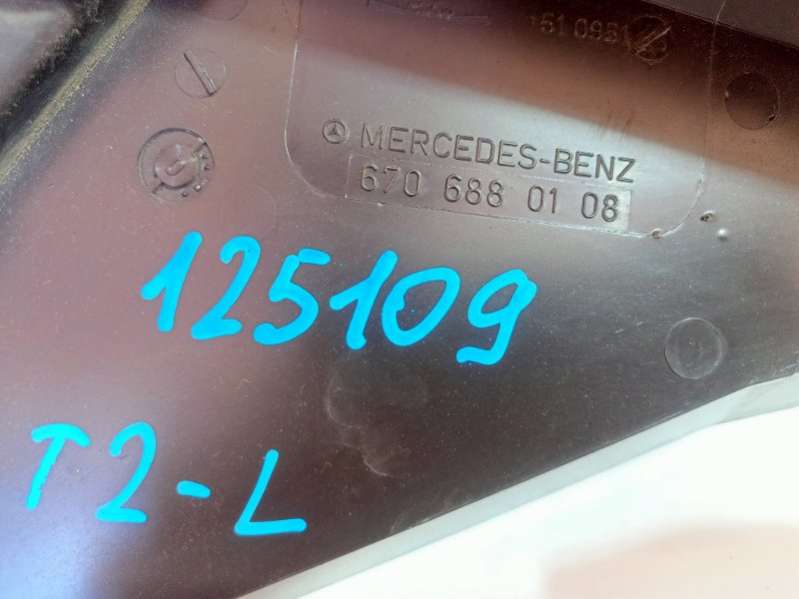 MERCEDES-BENZ
670 688 01 08
125109
T2-L